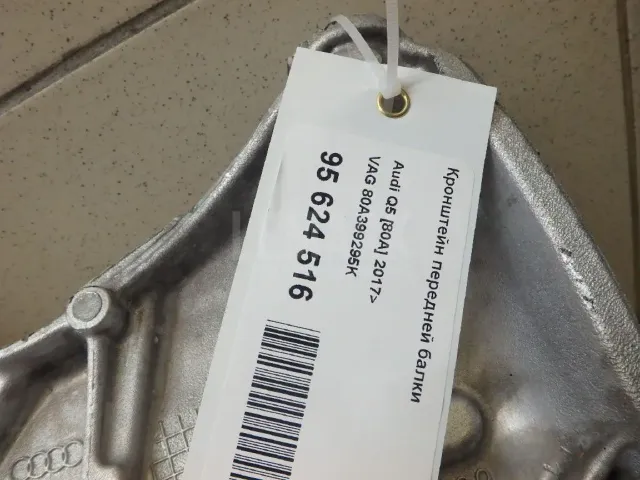 Кронштейн передней балки
Audi Q5 [80A] 2017>
VAG 80A399295K
95 624 516